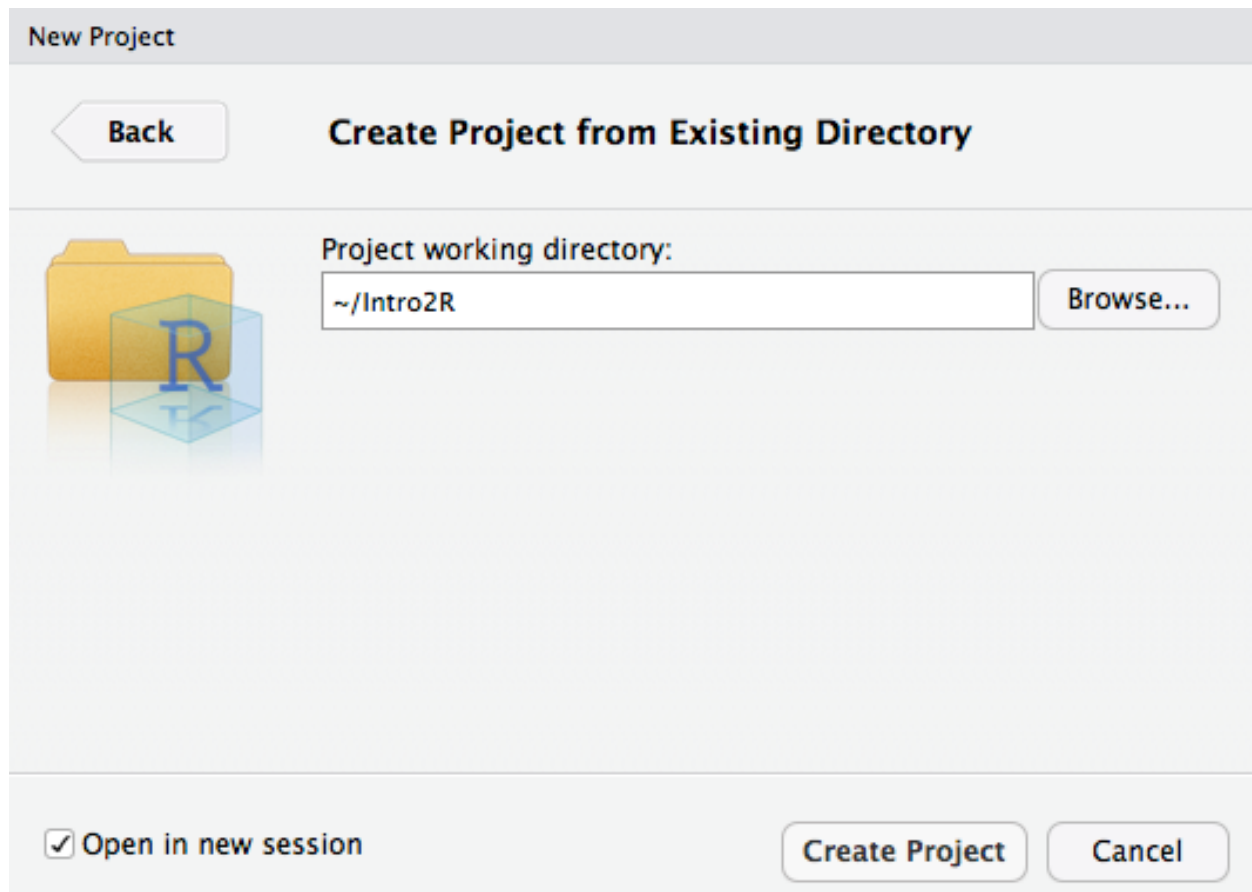 New Project
Back
Create Project from Existing Directory
Project working directory:
~/Intro2R
Browse...
R
Open in new session
Create Project
Cancel